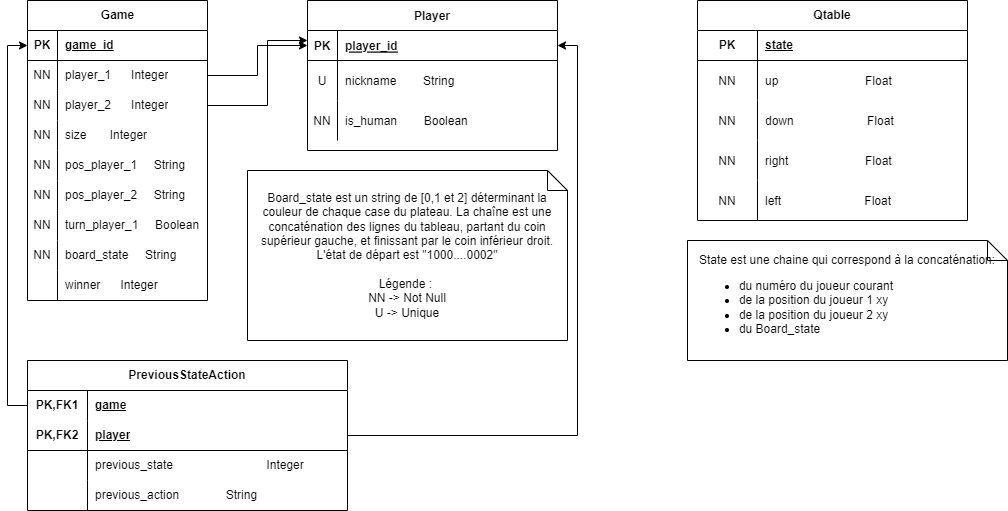 Game
PK game_id
NN player_1 Integer
NN player_2 Integer
NN size Integer
NN pos_player_1 String
NN pos_player_2 String
NN turn_player_1 Boolean
NN board_state String
winner Integer
Player
PK player_id
U nickname String
NN is_human Boolean
Qtable
PK state
NN up Float
NN down Float
NN right Float
NN left Float
Board_state est un string de [0,1 et 2] déterminant la
couleur de chaque case du plateau. La chaîne est une
concaténation des lignes du tableau, partant du coin
supérieur gauche, et finissant par le coin inférieur droit.
L'état de départ est "1000....0002"
Légende :
NN -> Not Null
U -> Unique
State est une chaine qui correspond à la concaténation:
• du numéro du joueur courant
• de la position du joueur 1 xy
• de la position du joueur 2 xy
• du Board_state
PreviousStateAction
PK,FK1 game
PK,FK2 player
previous_state Integer
previous_action String